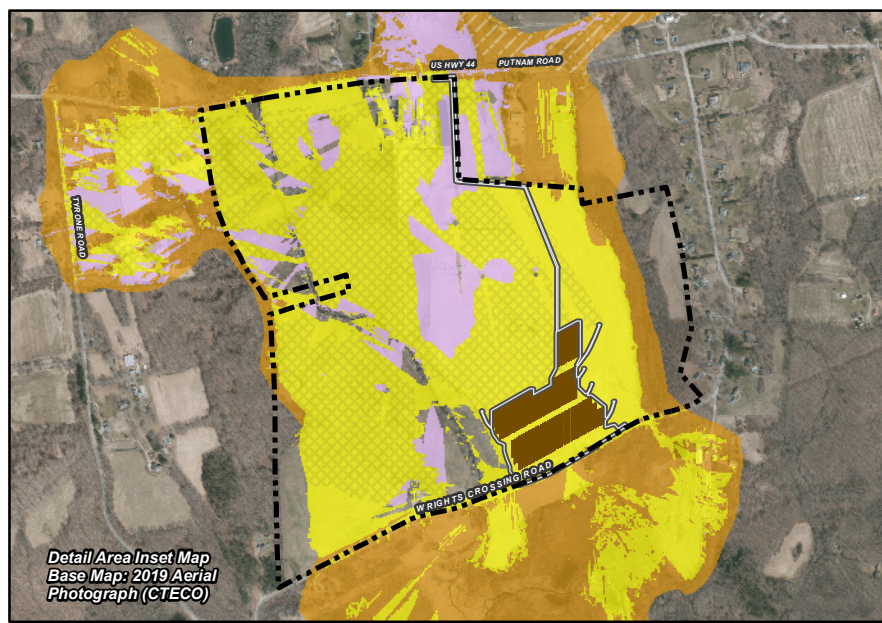 US HWY 44
PUTNAM ROAD
TYRONE ROAD
WRIGHTS CROSSING ROAD
Detail Area Inset Map
Base Map: 2019 Aerial
Photograph (CTECO)